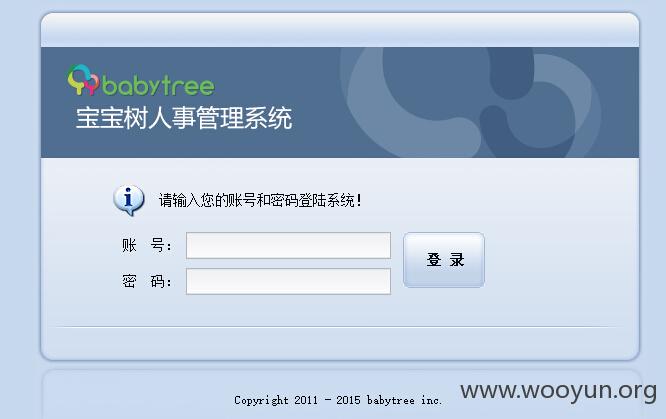 babytree
宝宝树人事管理系统
请输入您的账号和密码登陆系统!
账 号:
密 码:
登 录
www.wooyun.org
Copyright 2011 - 2015 babytree inc.